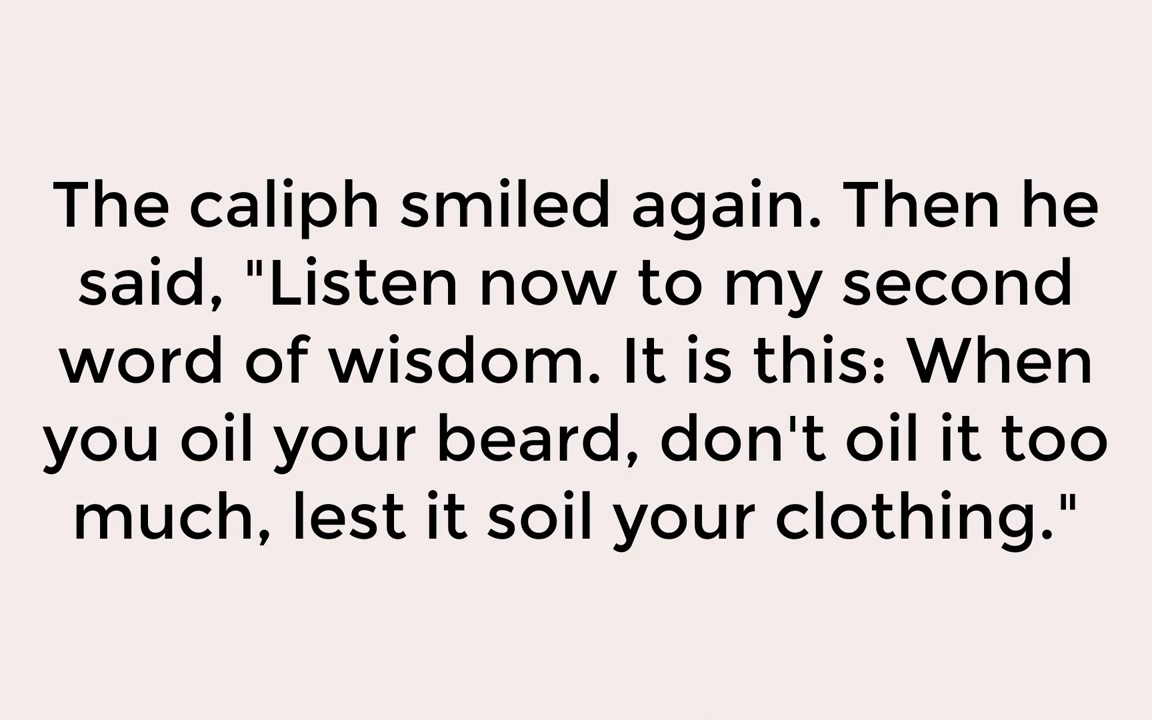 The caliph smiled again. Then he
said, "Listen now to my second
word of wisdom. It is this: When
you oil your beard, don't oil it too
much, lest it soil your clothing."